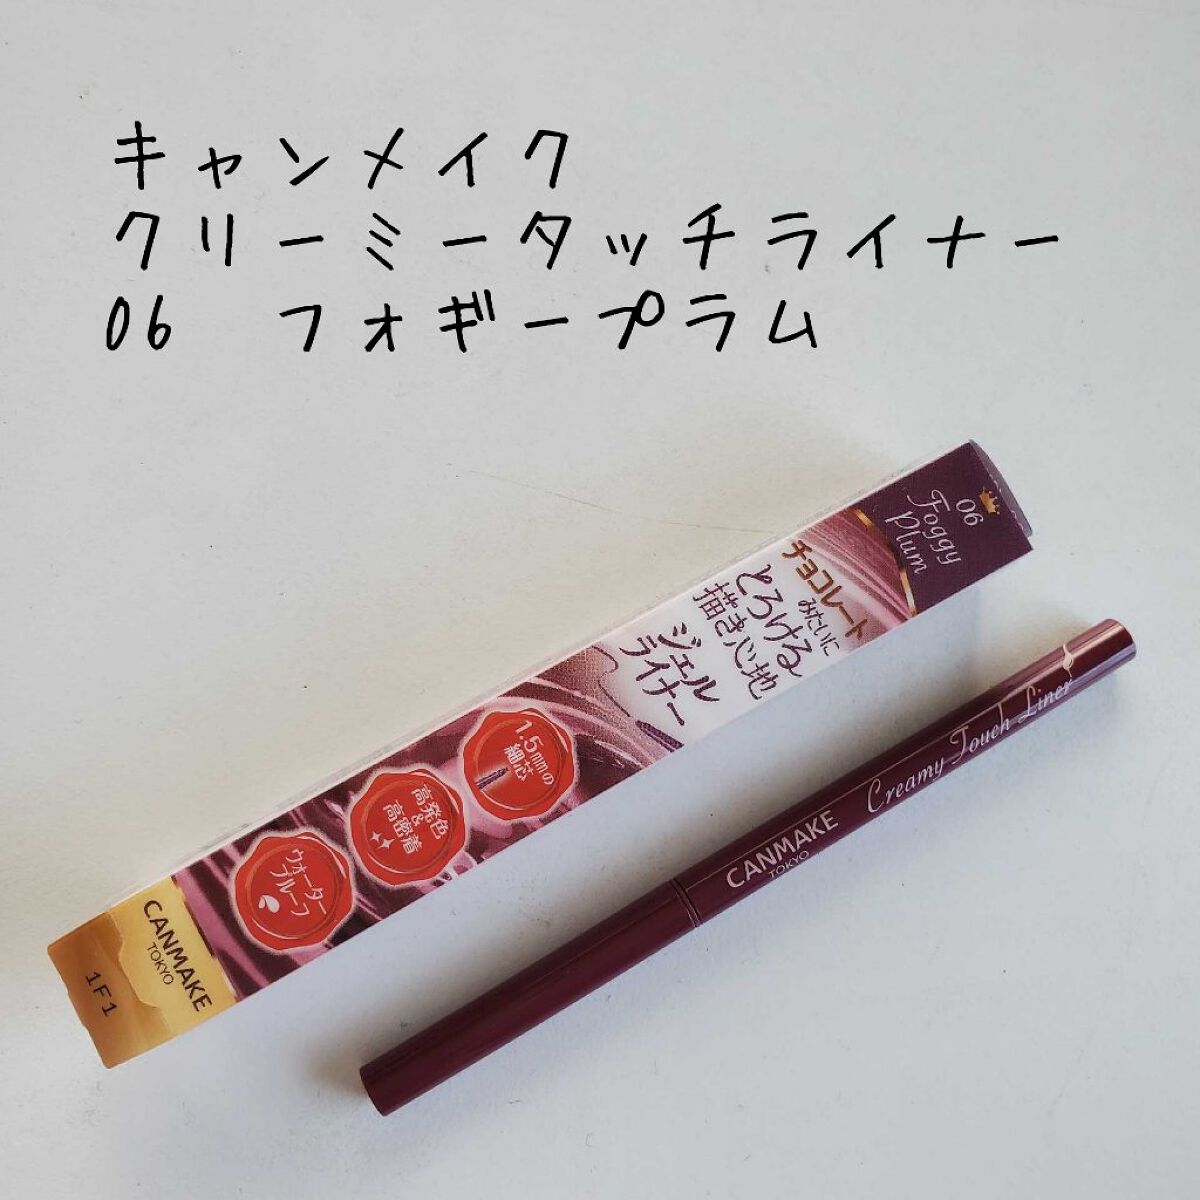 キャンメイク
クリーミータッチライナー
06 フォギープラム
06
Foggy
Plum
チョコレート
みたいに
とろける
描き心地
ジェル
ライナー
1.5mmの
細芯
高発色
&
高密着
ウォーター
プルーフ
CANMAKE
TOKYO
1F1
CANMAKE
TOKYO
Creamy Touch Liner